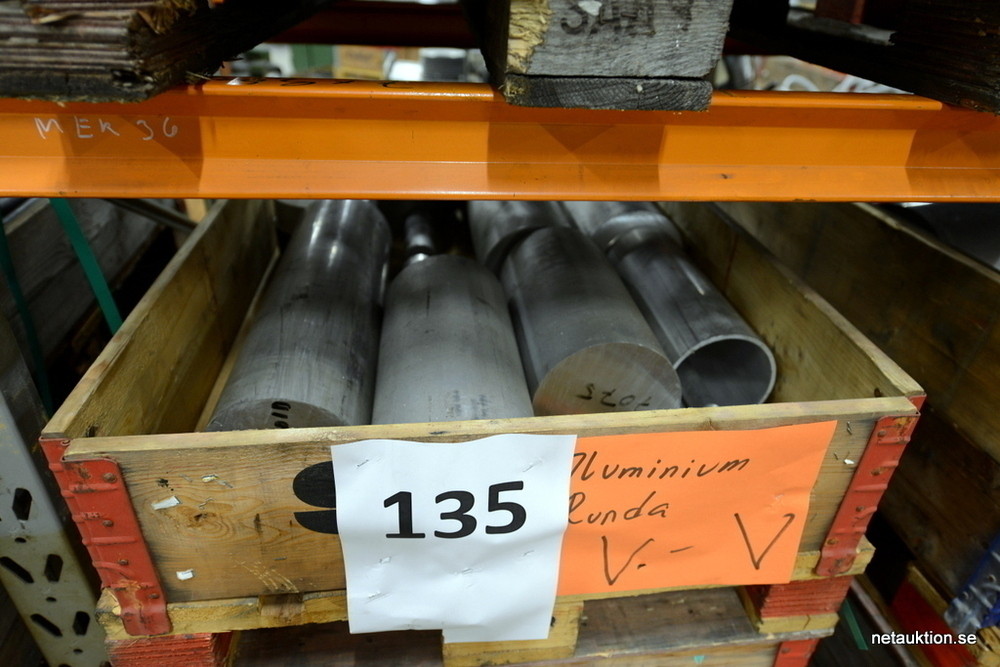 MEK 36
135
Aluminium
Runda
V. - V
netauktion.se